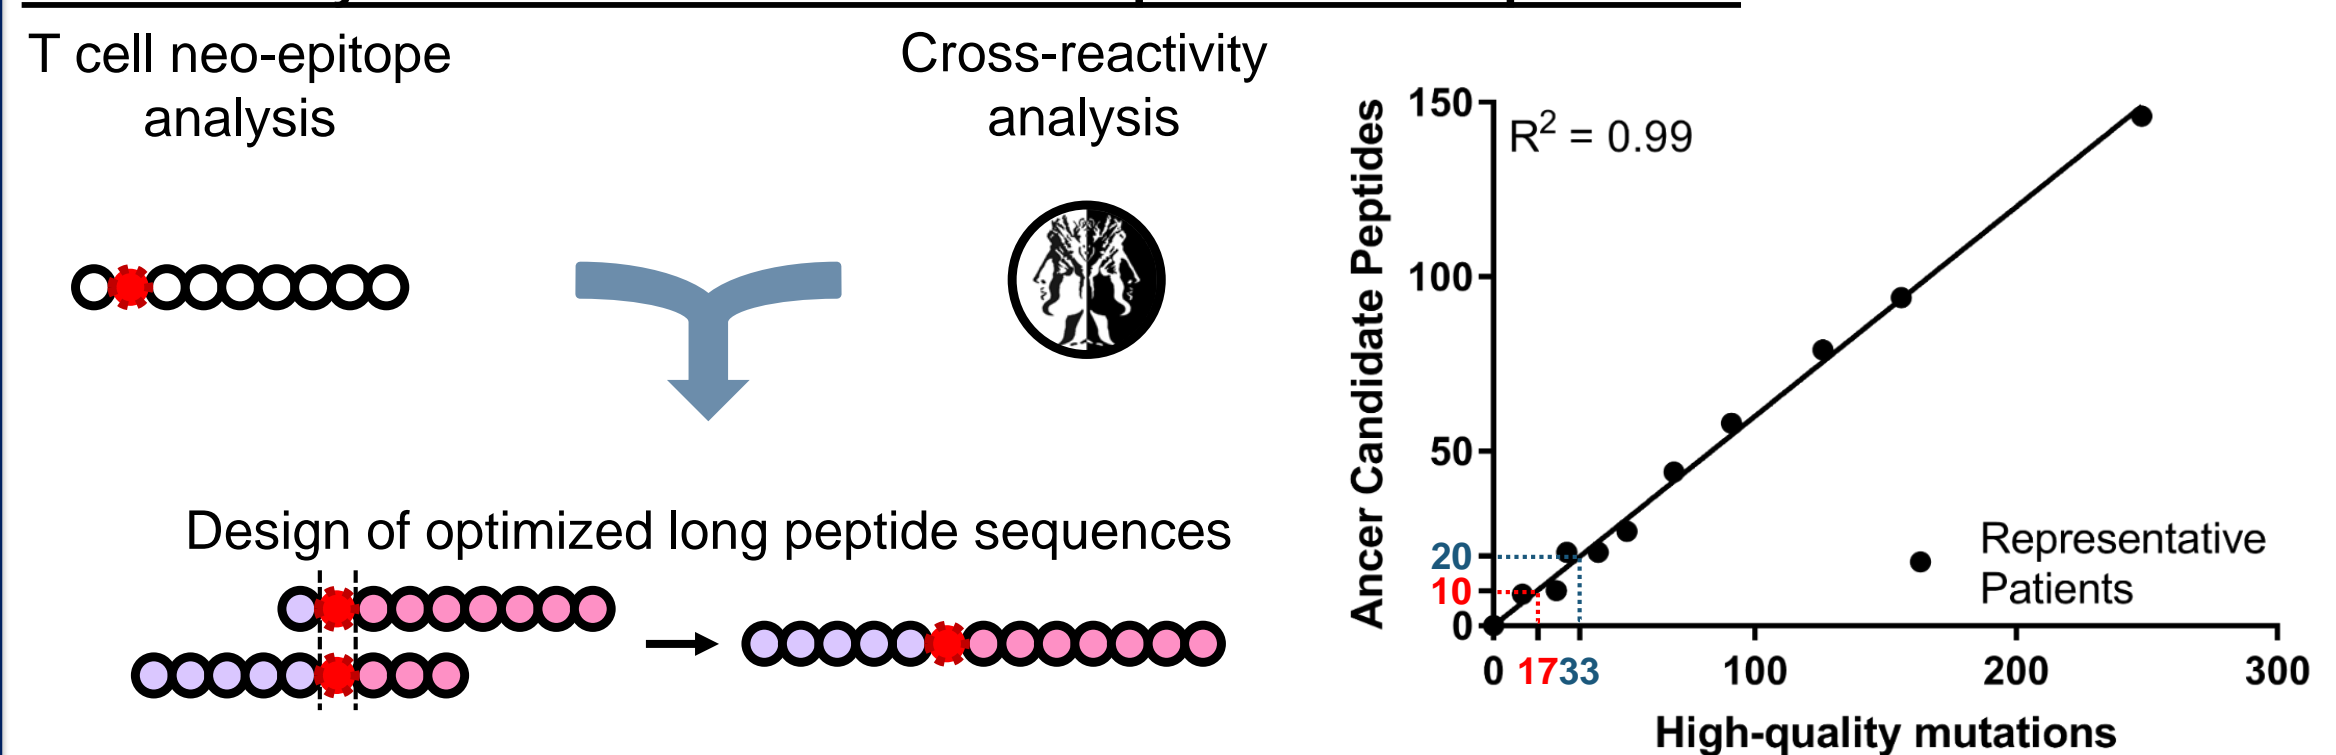 T cell neo-epitope
analysis
Cross-reactivity
analysis
Design of optimized long peptide sequences
Ancer Candidate Peptides
150
100
50
20
10
0
R² = 0.99
Representative
Patients
0 17 33 100 200 300
High-quality mutations